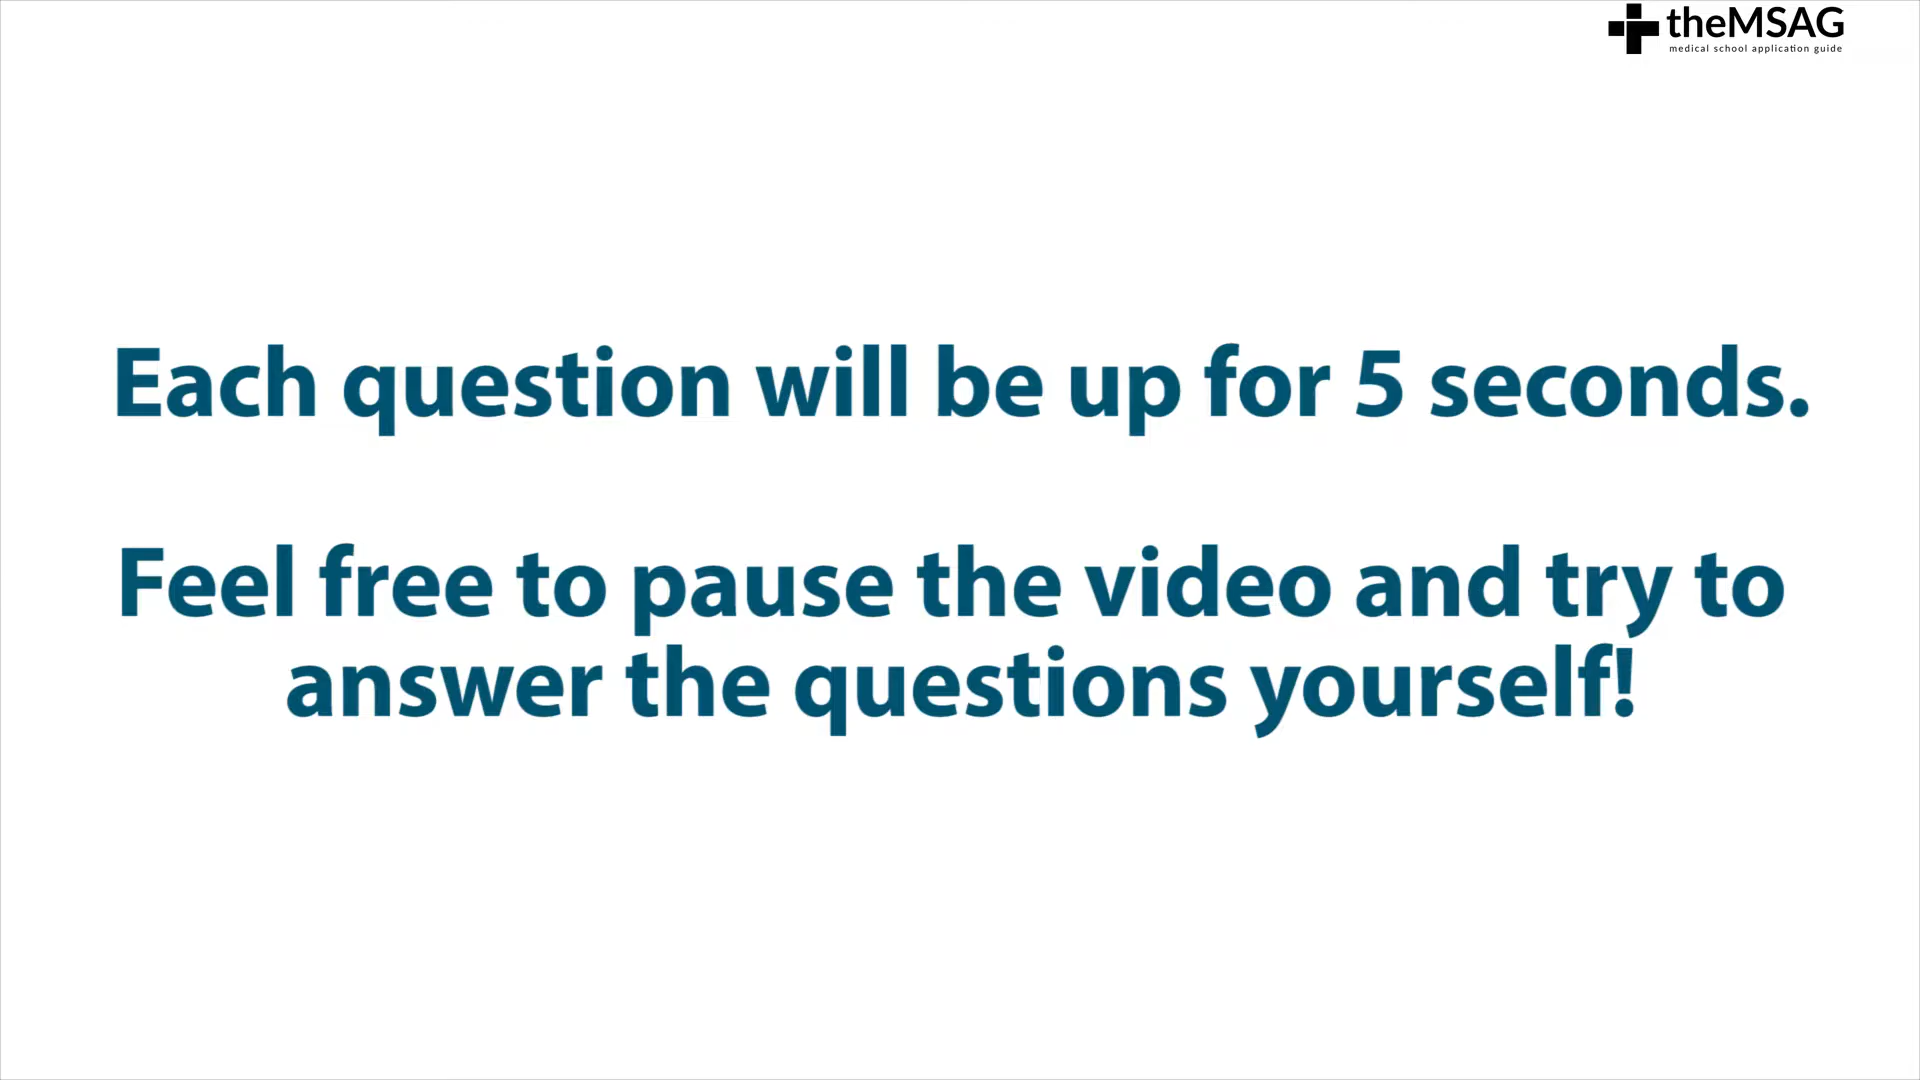 theMSAG
medical school application guide
Each question will be up for 5 seconds.
Feel free to pause the video and try to
answer the questions yourself!